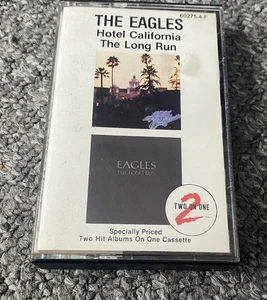 60275-4 F
THE EAGLES
Hotel California
The Long Run
EAGLES
THE LONG RUN
2
TWO ON ONE
Specially Priced
Two Hit Albums On One Cassette